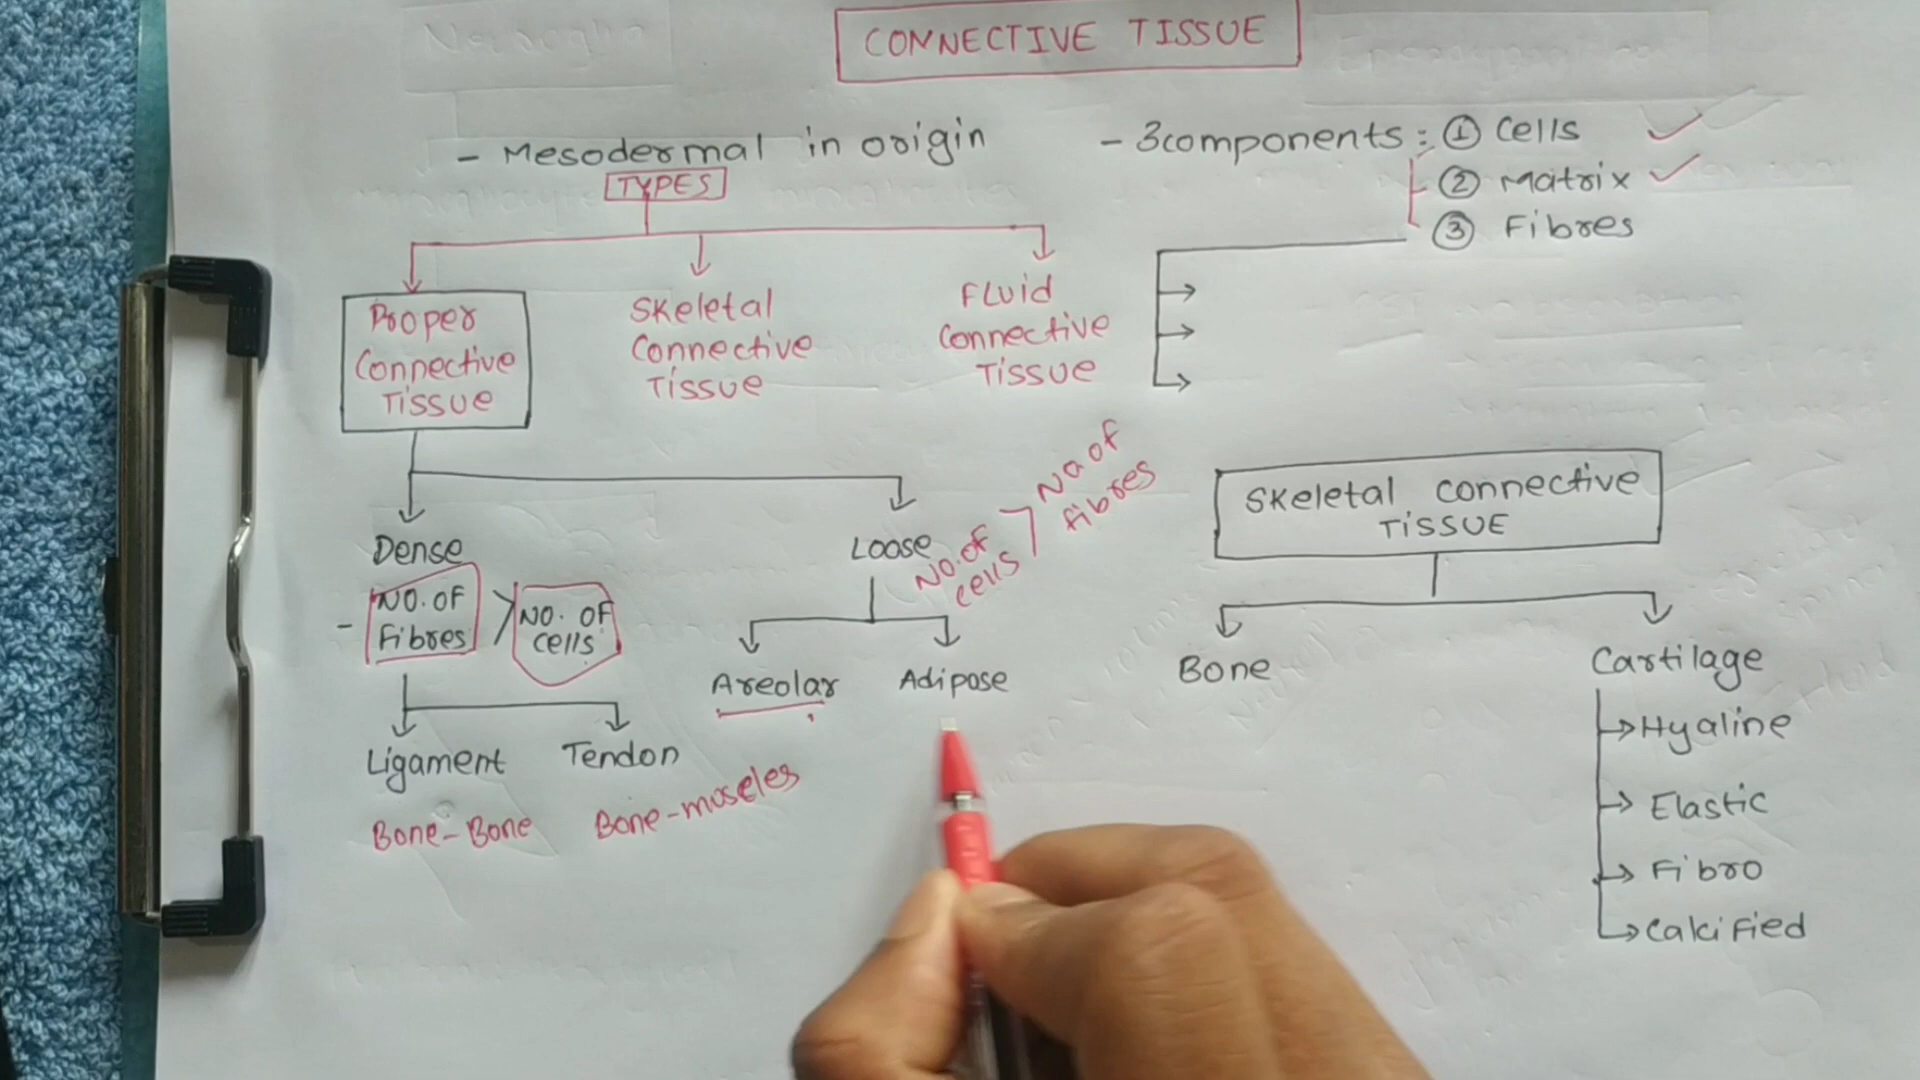 CONNECTIVE TISSUE
- Mesodermal in origin
- 3components : ① Cells
② Matrix
③ Fibres
TYPES
Proper
Connective
Tissue
Skeletal
Connective
Tissue
Fluid
Connective
Tissue
Dense
- No. of
Fibres > No. of
cells
Loose
No. of
cells > No of
fibres
Ligament
Tendon
Bone - Bone
Bone - moseles
Areolar
Adipose
Skeletal connective
Tissue
Bone
Cartilage
Hyaline
Elastic
Fibro
Calcified